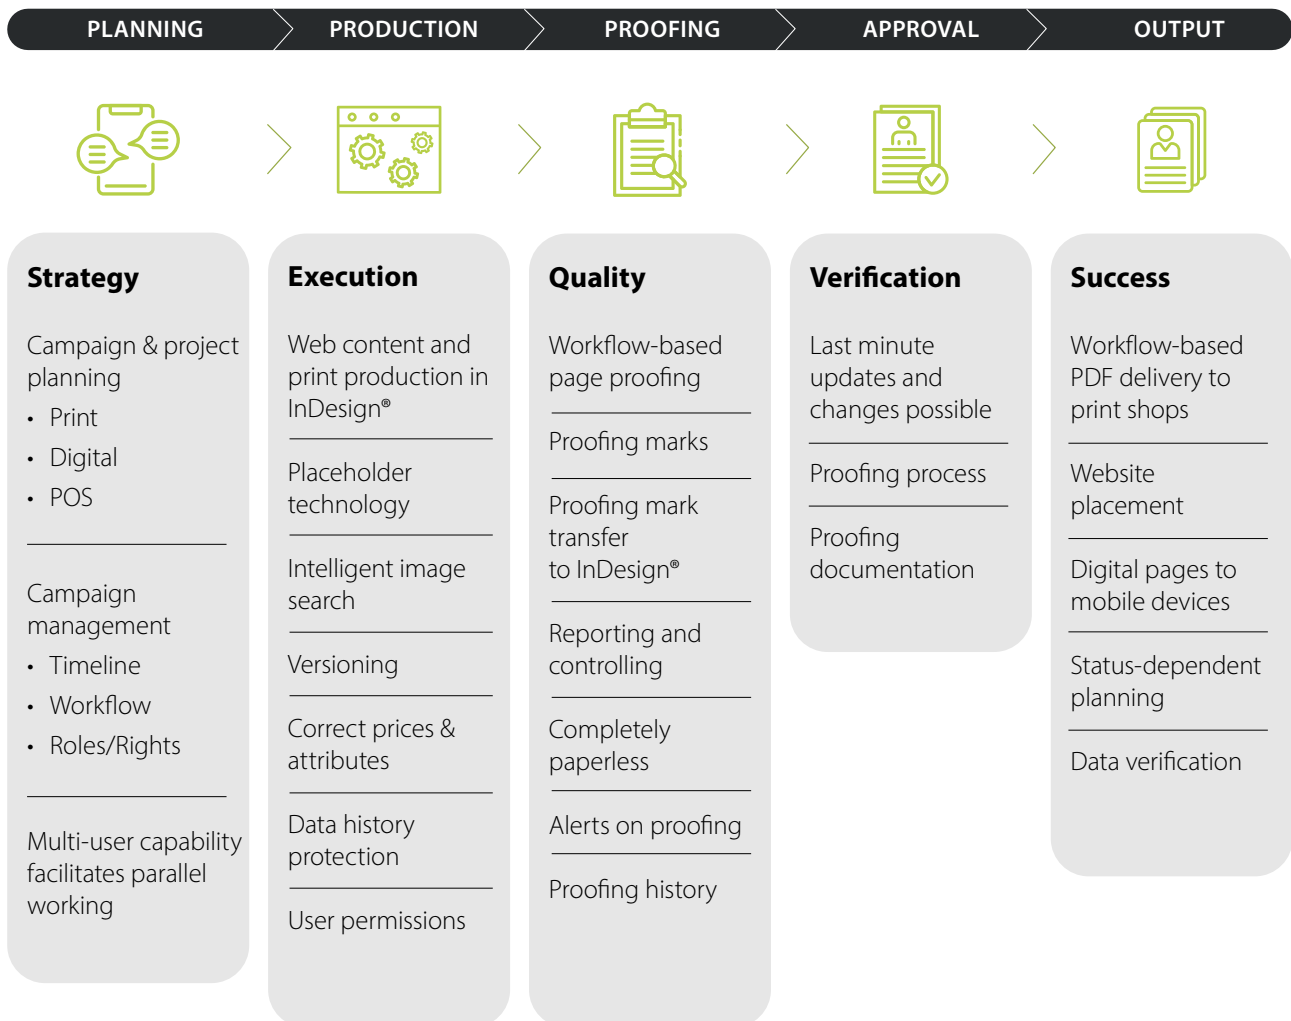 PLANNING
PRODUCTION
PROOFING
APPROVAL
OUTPUT
Strategy
Campaign & project
planning
• Print
• Digital
• POS
Campaign
management
• Timeline
• Workflow
• Roles/Rights
Multi-user capability
facilitates parallel
working
Execution
Web content and
print production in
InDesign®
Placeholder
technology
Intelligent image
search
Versioning
Correct prices &
attributes
Data history
protection
User permissions
Quality
Workflow-based
page proofing
Proofing marks
Proofing mark
transfer
to InDesign®
Reporting and
controlling
Completely
paperless
Alerts on proofing
Proofing history
Verification
Last minute
updates and
changes possible
Proofing process
Proofing
documentation
Success
Workflow-based
PDF delivery to
print shops
Website
placement
Digital pages to
mobile devices
Status-dependent
planning
Data verification